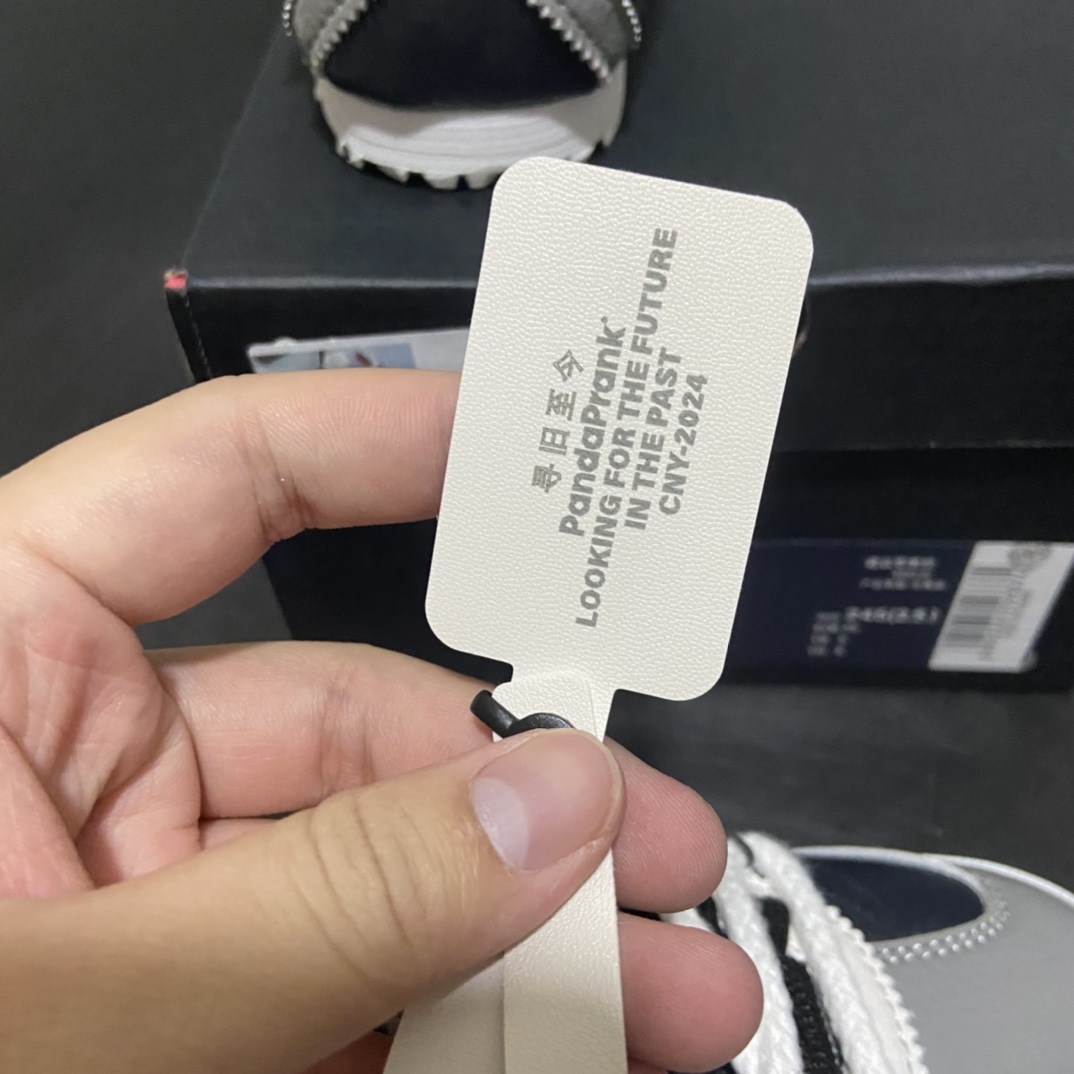 寻旧至今
PandaPrank°
LOOKING FOR THE FUTURE
IN THE PAST
CNY-2024